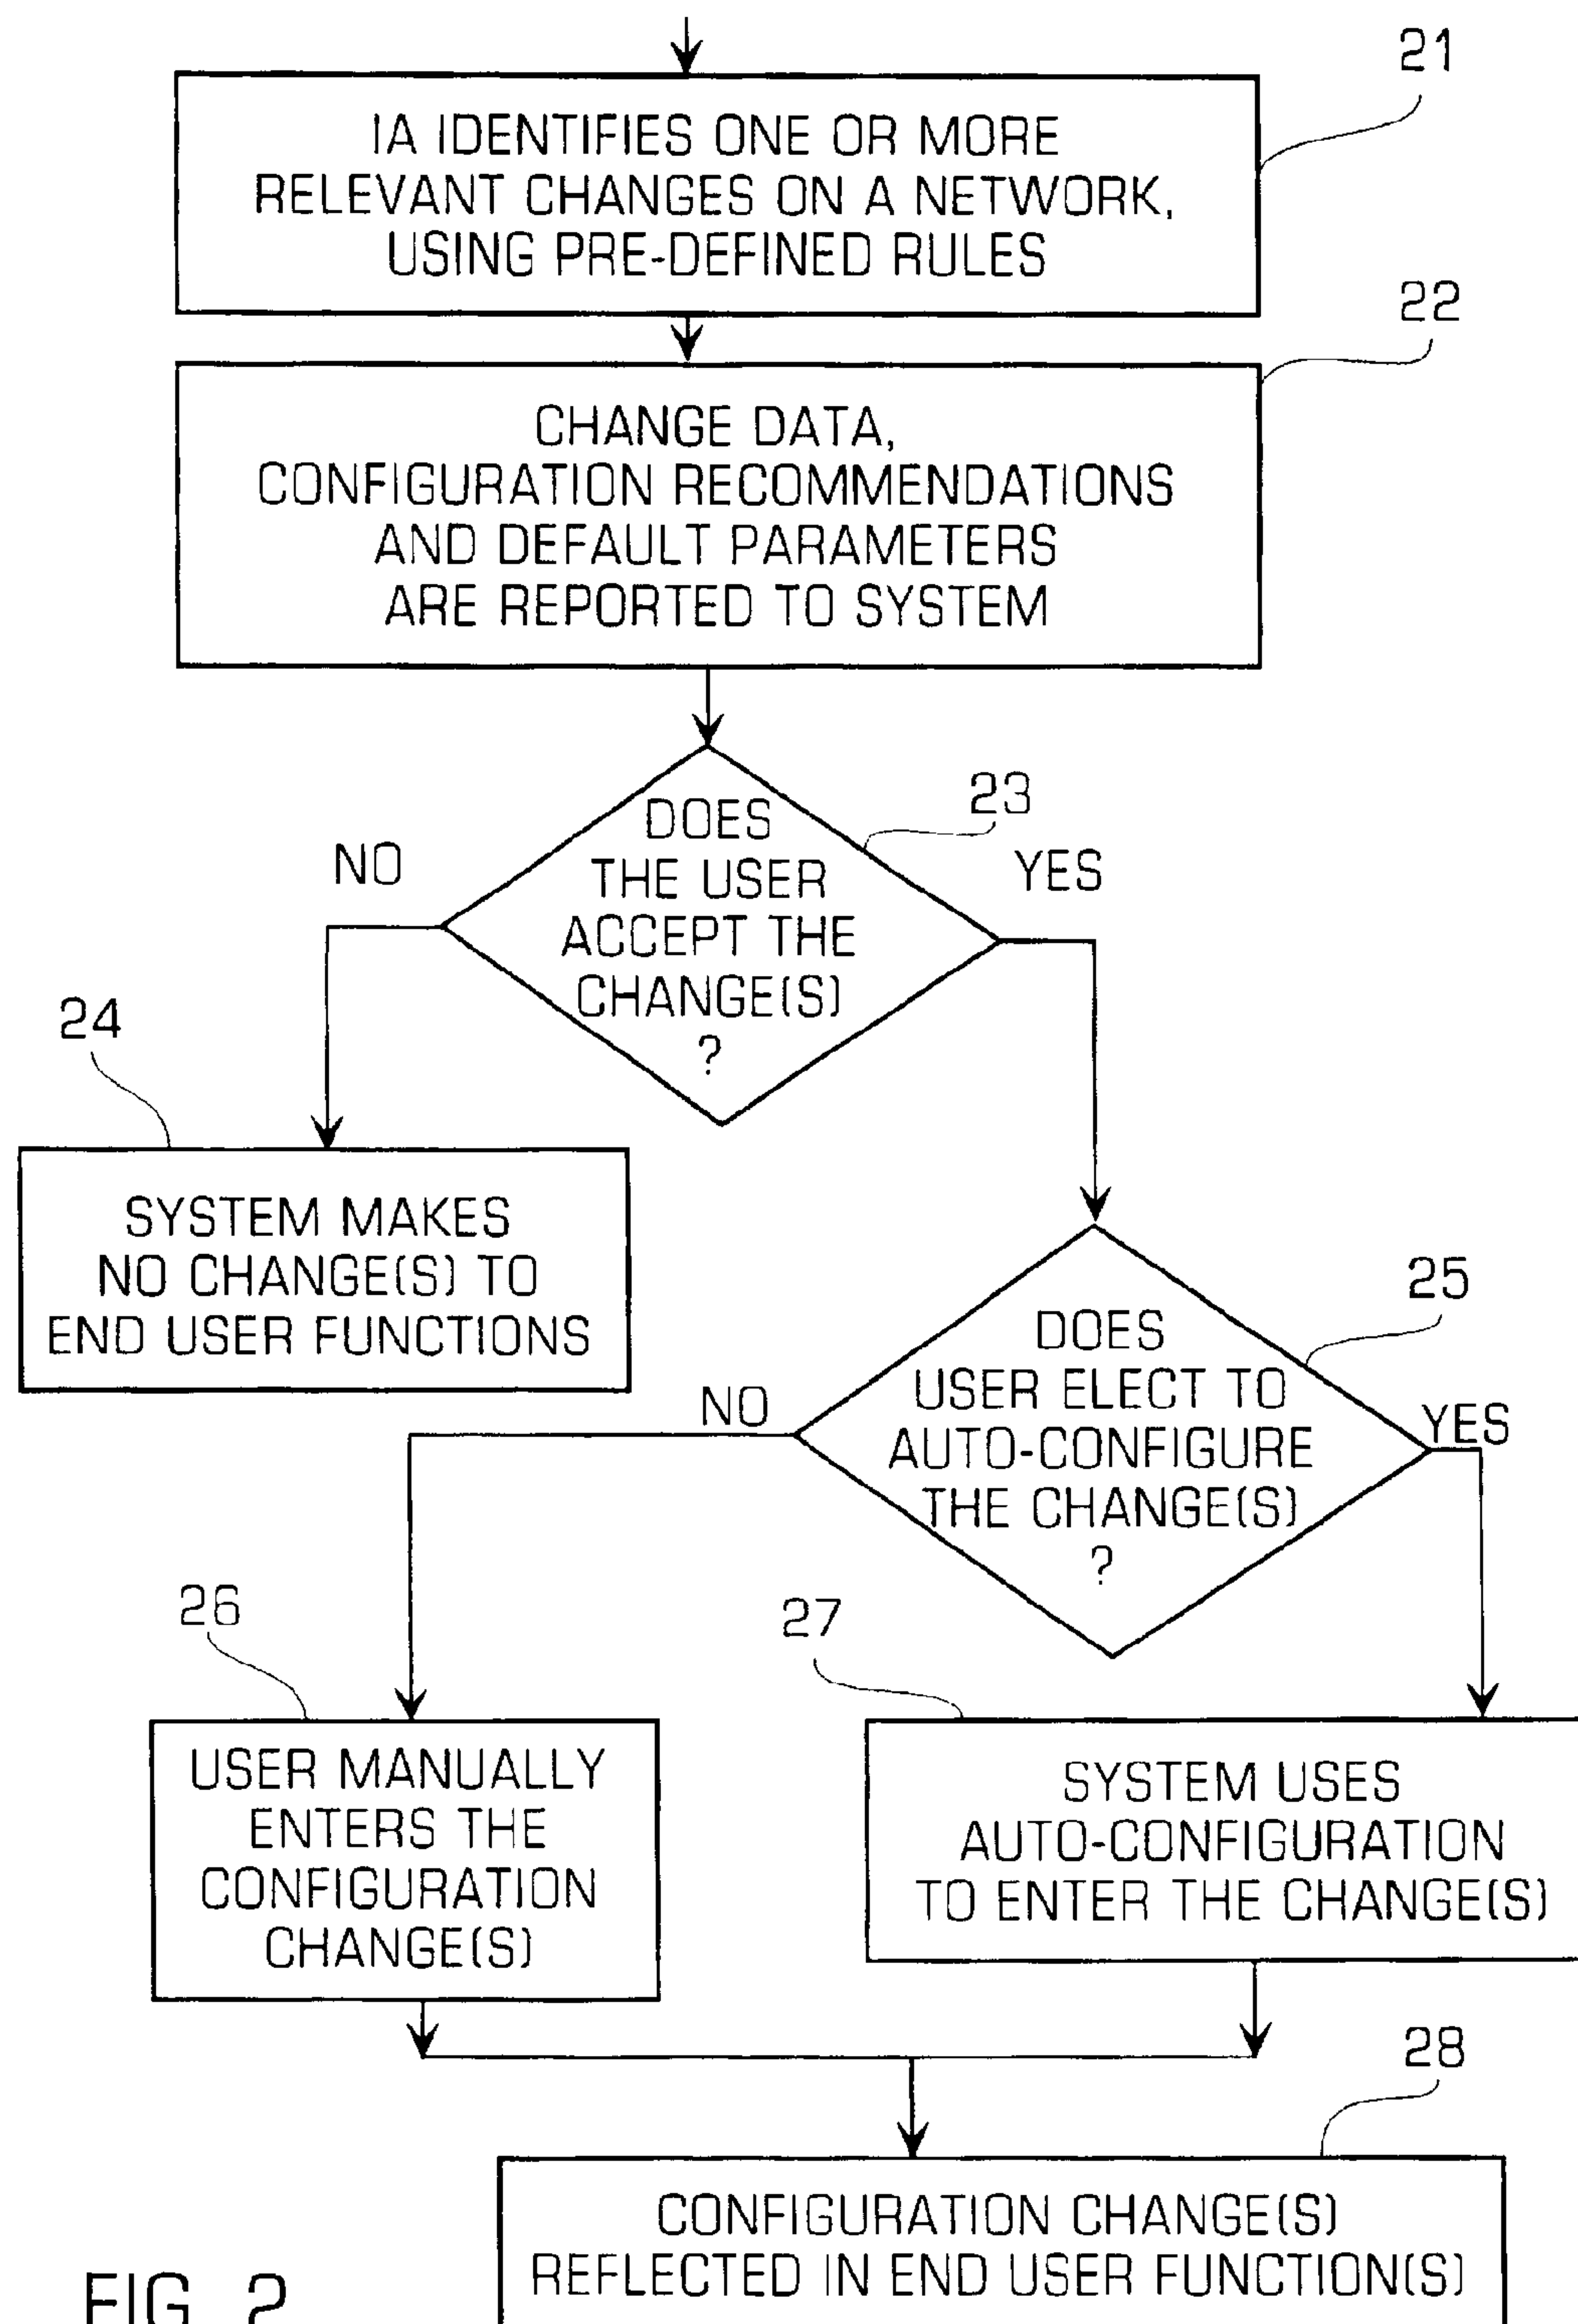 21
IA IDENTIFIES ONE OR MORE
RELEVANT CHANGES ON A NETWORK,
USING PRE-DEFINED RULES
22
CHANGE DATA,
CONFIGURATION RECOMMENDATIONS
AND DEFAULT PARAMETERS
ARE REPORTED TO SYSTEM
23
DOES
THE USER
ACCEPT THE
CHANGE(S)
?
NO
YES
24
SYSTEM MAKES
NO CHANGE(S) TO
END USER FUNCTIONS
25
DOES
USER ELECT TO
AUTO-CONFIGURE
THE CHANGE(S)
?
NO
YES
26
USER MANUALLY
ENTERS THE
CONFIGURATION
CHANGE(S)
27
SYSTEM USES
AUTO-CONFIGURATION
TO ENTER THE CHANGE(S)
28
CONFIGURATION CHANGE(S)
REFLECTED IN END USER FUNCTION(S)
FIG. 2